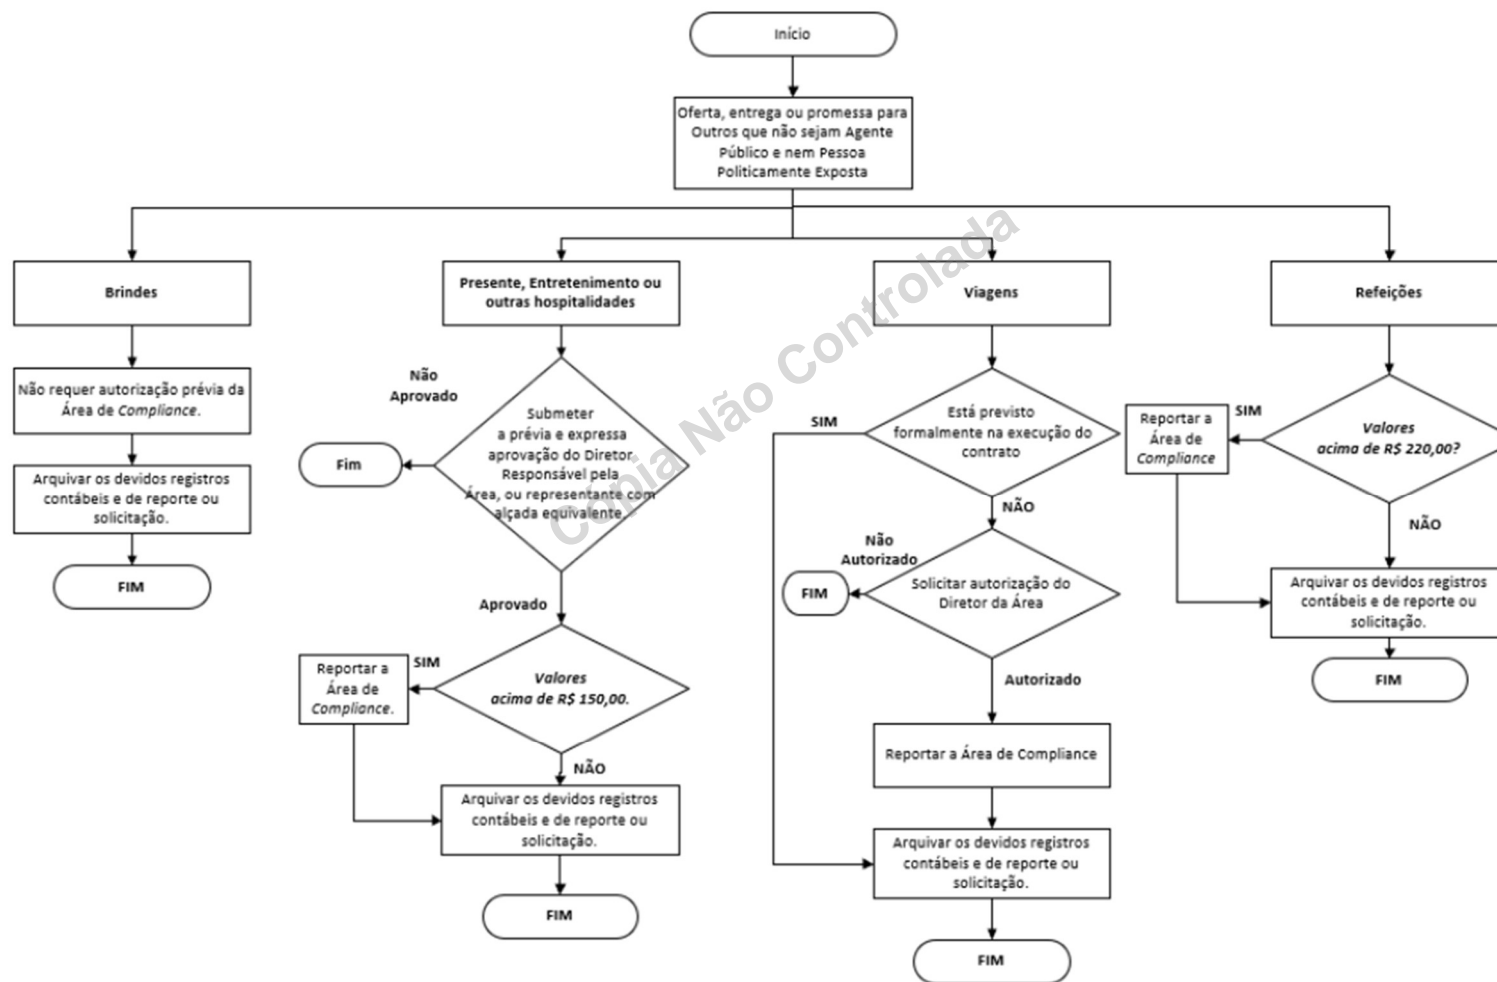 Início
Oferta, entrega ou promessa para
Outros que não sejam Agente
Público e nem Pessoa
Politicamente Exposta
Brindes
Não requer autorização prévia da
Área de Compliance.
Arquivar os devidos registros
contábeis e de reporte ou
solicitação.
FIM
Presente, Entretenimento ou
outras hospitalidades
Não
Aprovado
Submeter
a prévia e expressa
aprovação do Diretor
Responsável pela
Área, ou representante com
alçada equivalente.
Fim
Aprovado
Valores
acima de R$ 150,00.
SIM
Reportar a
Área de
Compliance.
NÃO
Arquivar os devidos registros
contábeis e de reporte ou
solicitação.
FIM
Viagens
Está previsto
formalmente na execução do
contrato
SIM
NÃO
Não
Autorizado
Solicitar autorização do
Diretor da Área
FIM
Autorizado
Reportar a Área de Compliance
Arquivar os devidos registros
contábeis e de reporte ou
solicitação.
FIM
Refeições
Valores
acima de R$ 220,00?
SIM
Reportar a
Área de
Compliance
NÃO
Arquivar os devidos registros
contábeis e de reporte ou
solicitação.
FIM
Cópia Não Controlada